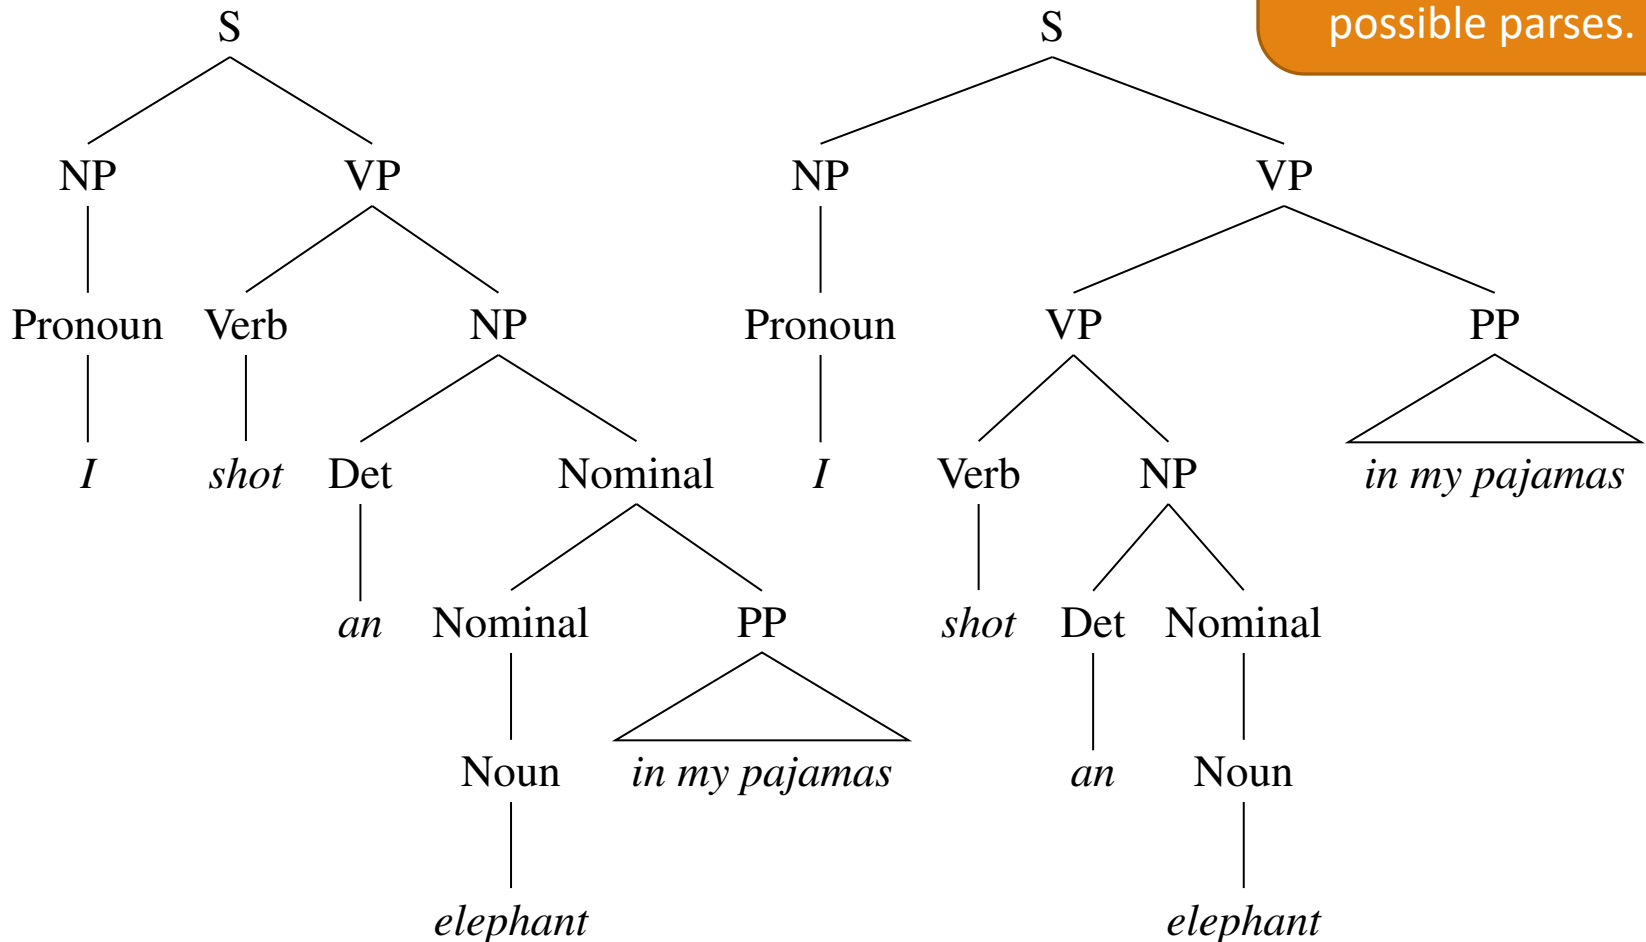 possible parses.
S S
NP VP NP VP
Pronoun Verb NP Pronoun VP PP
I shot Det Nominal I Verb NP in my pajamas
an Nominal PP shot Det Nominal
Noun in my pajamas an Noun
elephant elephant